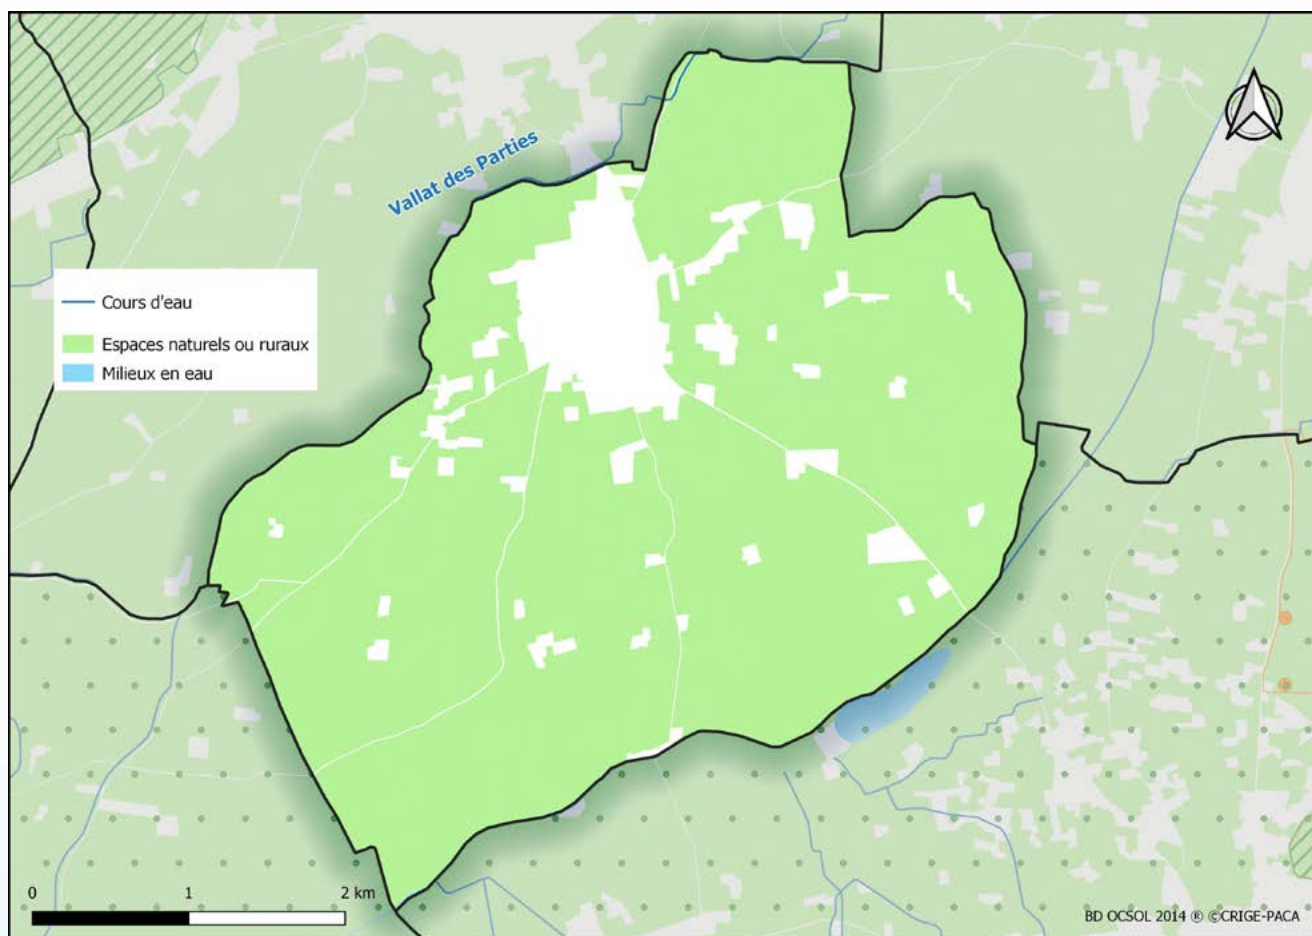 Vallat des Parties
Cours d'eau
Espaces naturels ou ruraux
Milieux en eau
0 1 2 km
BD OCSOL 2014 ® ©CRIGE-PACA